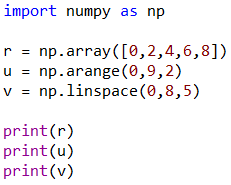 import numpy as np
r = np.array([0,2,4,6,8])
u = np.arange(0,9,2)
v = np.linspace(0,8,5)
print(r)
print(u)
print(v)